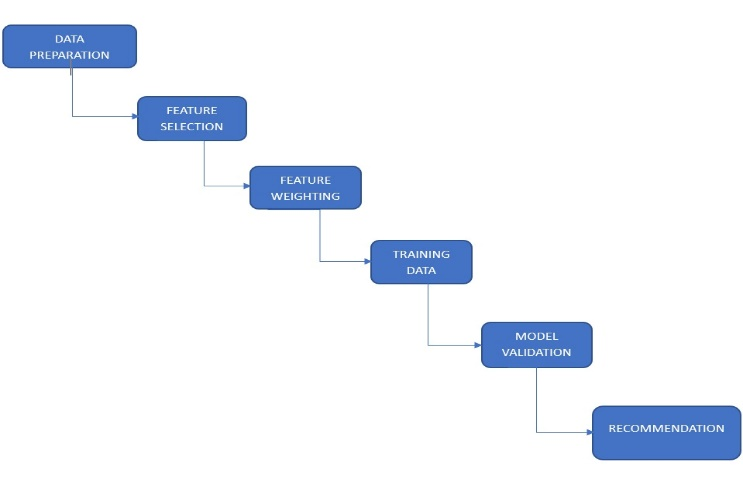 DATA
PREPARATION
FEATURE
SELECTION
FEATURE
WEIGHTING
TRAINING
DATA
MODEL
VALIDATION
RECOMMENDATION